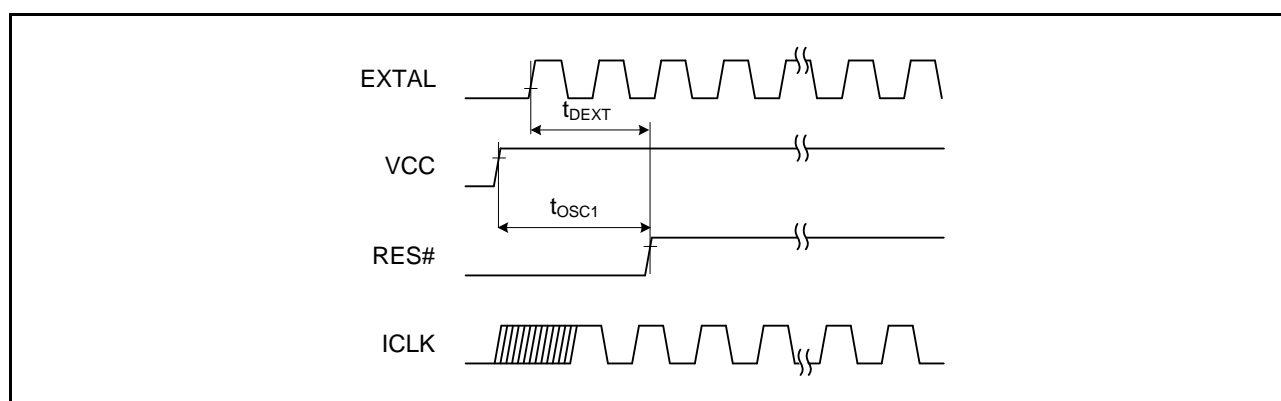 EXTAL
tDEXT
VCC
tOSC1
RES#
ICLK